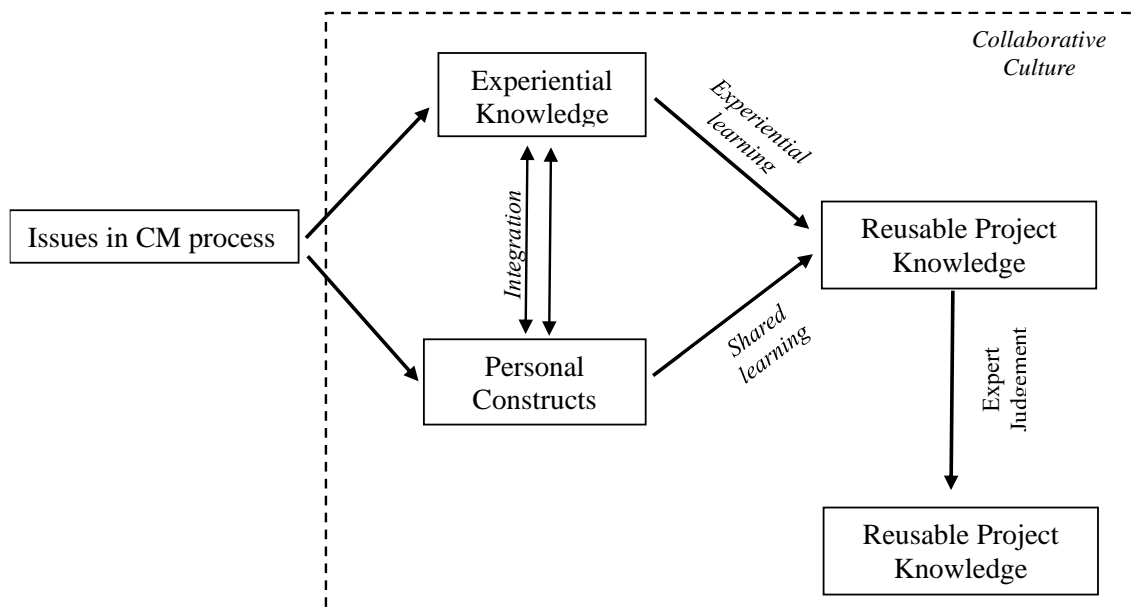 Collaborative
Culture
Experiential
Knowledge
Experiential
learning
Issues in CM process
Integration
Reusable Project
Knowledge
Personal
Constructs
Shared
learning
Expert
Judgement
Reusable Project
Knowledge